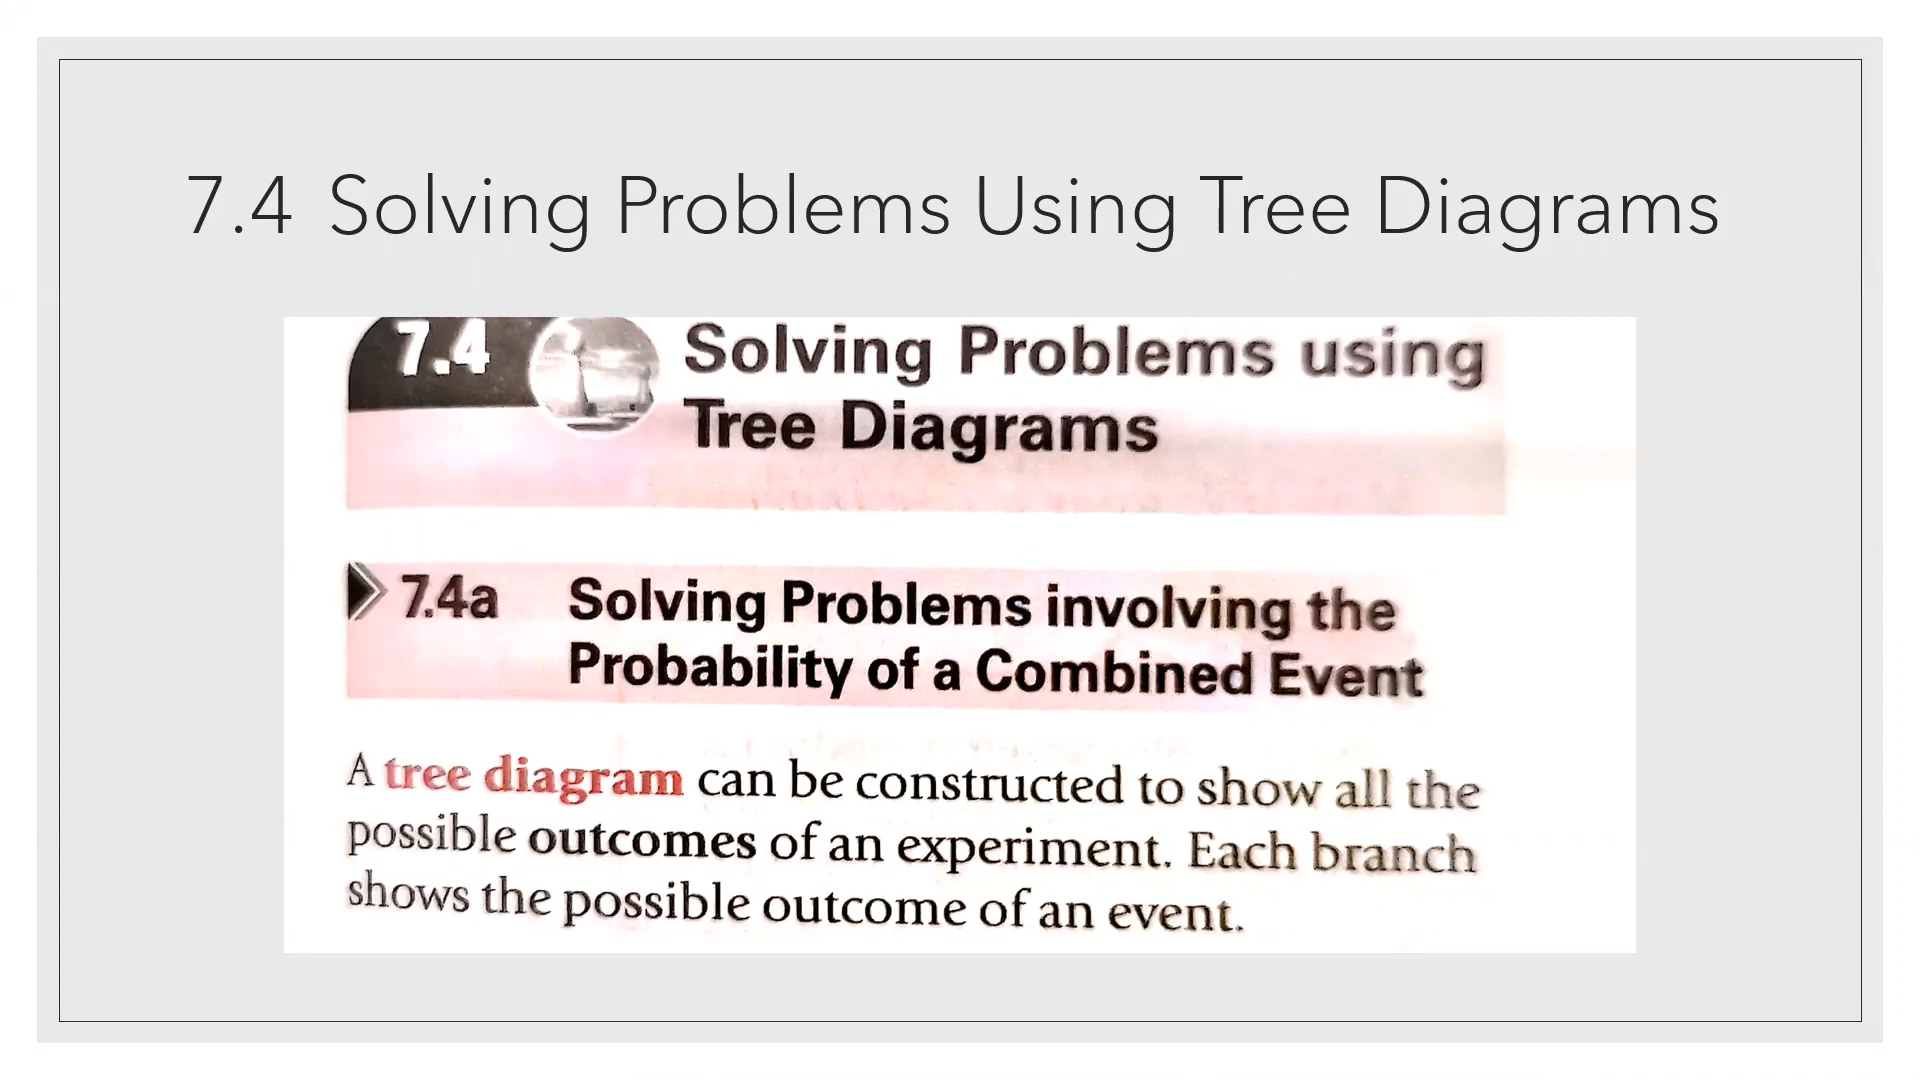 7.4 Solving Problems Using Tree Diagrams
7.4 Solving Problems using
Tree Diagrams
7.4a Solving Problems involving the
Probability of a Combined Event
A tree diagram can be constructed to show all the
possible outcomes of an experiment. Each branch
shows the possible outcome of an event.